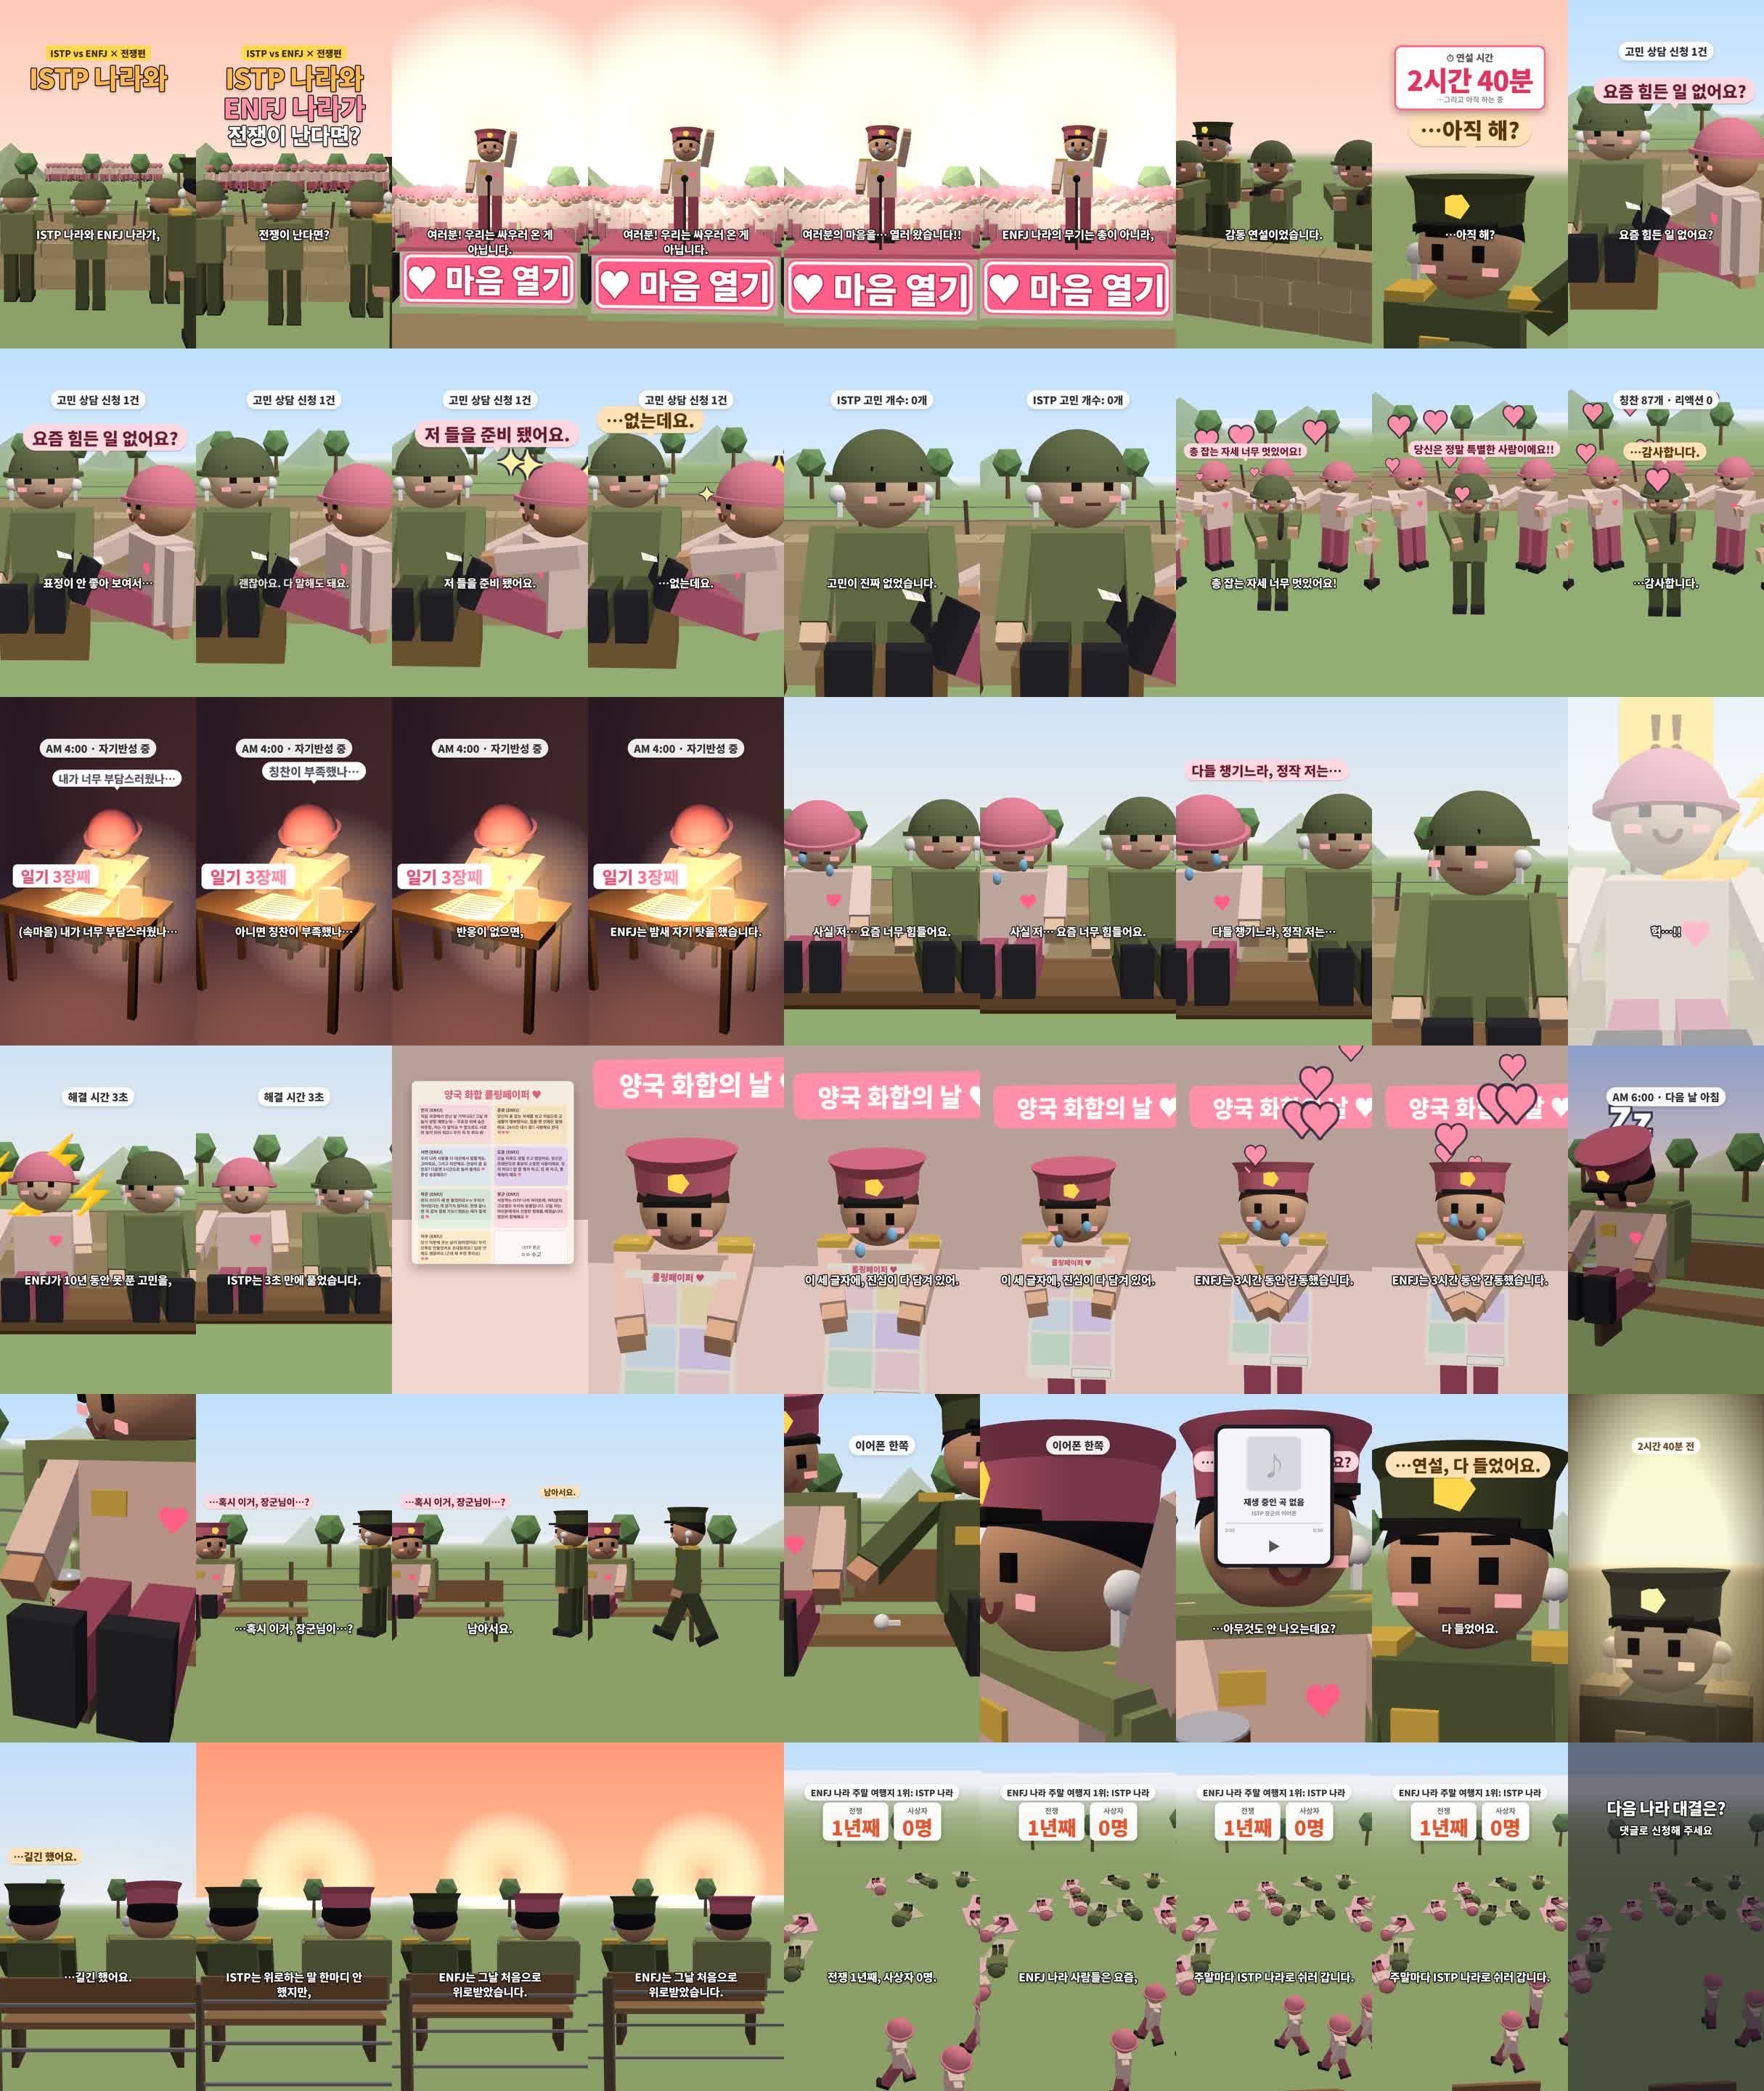 ISTP vs ENFJ × 전쟁편
ISTP 나라와
ISTP 나라와 ENFJ 나라가,
ISTP vs ENFJ × 전쟁편
ISTP 나라와
ENFJ 나라가
전쟁이 난다면?
전쟁이 난다면?
여러분! 우리는 싸우러 온 게
아닙니다.
♥ 마음 열기
여러분! 우리는 싸우러 온 게
아닙니다.
♥ 마음 열기
여러분의 마음을… 열러 왔습니다!!
♥ 마음 열기
ENFJ 나라의 무기는 총이 아니라,
♥ 마음 열기
감동 연설이었습니다.
⏱ 연설 시간
2시간 40분
…그리고 아직 하는 중
…아직 해?
…아직 해?
고민 상담 신청 1건
요즘 힘든 일 없어요?
요즘 힘든 일 없어요?
고민 상담 신청 1건
요즘 힘든 일 없어요?
표정이 안 좋아 보여서…
고민 상담 신청 1건
괜찮아요. 다 말해도 돼요.
고민 상담 신청 1건
저 들을 준비 됐어요.
저 들을 준비 됐어요.
고민 상담 신청 1건
…없는데요.
…없는데요.
ISTP 고민 개수: 0개
고민이 진짜 없었습니다.
ISTP 고민 개수: 0개
총 잡는 자세 너무 멋있어요!
총 잡는 자세 너무 멋있어요!
당신은 정말 특별한 사람이에요!!
칭찬 87개 · 리액션 0
…감사합니다.
…감사합니다.
AM 4:00 · 자기반성 중
내가 너무 부담스러웠나…
일기 3장째
(속마음) 내가 너무 부담스러웠나…
AM 4:00 · 자기반성 중
칭찬이 부족했나…
일기 3장째
아니면 칭찬이 부족했나…
AM 4:00 · 자기반성 중
일기 3장째
반응이 없으면,
AM 4:00 · 자기반성 중
일기 3장째
ENFJ는 밤새 자기 탓을 했습니다.
사실 저… 요즘 너무 힘들어요.
사실 저… 요즘 너무 힘들어요.
다들 챙기느라, 정작 저는…
다들 챙기느라, 정작 저는…
!!
헉…!!
해결 시간 3초
ENFJ가 10년 동안 못 푼 고민을,
해결 시간 3초
ISTP는 3초 만에 풀었습니다.
양국 화합 롤링페이퍼 ♥
양국 화합의 날
롤링페이퍼 ♥
양국 화합의 날
롤링페이퍼 ♥
이 세 글자에, 진심이 다 담겨 있어.
양국 화합의 날 ♥
롤링페이퍼 ♥
이 세 글자에, 진심이 다 담겨 있어.
ENFJ는 3시간 동안 감동했습니다.
ENFJ는 3시간 동안 감동했습니다.
AM 6:00 · 다음 날 아침
Zz
…혹시 이거, 장군님이…?
…혹시 이거, 장군님이…?
…혹시 이거, 장군님이…?
남아서요.
남아서요.
이어폰 한쪽
이어폰 한쪽
요?
재생 중인 곡 없음
ISTP 장군의 이어폰
…아무것도 안 나오는데요?
…연설, 다 들었어요.
다 들었어요.
2시간 40분 전
…길긴 했어요.
…길긴 했어요.
ISTP는 위로하는 말 한마디 안
했지만,
ENFJ는 그날 처음으로
위로받았습니다.
ENFJ는 그날 처음으로
위로받았습니다.
ENFJ 나라 주말 여행지 1위: ISTP 나라
전쟁
1년째
사상자
0명
전쟁 1년째, 사상자 0명.
ENFJ 나라 주말 여행지 1위: ISTP 나라
전쟁
1년째
사상자
0명
ENFJ 나라 사람들은 요즘,
ENFJ 나라 주말 여행지 1위: ISTP 나라
전쟁
1년째
사상자
0명
주말마다 ISTP 나라로 쉬러 갑니다.
ENFJ 나라 주말 여행지 1위: ISTP 나라
전쟁
1년째
사상자
0명
주말마다 ISTP 나라로 쉬러 갑니다.
다음 나라 대결은?
댓글로 신청해 주세요